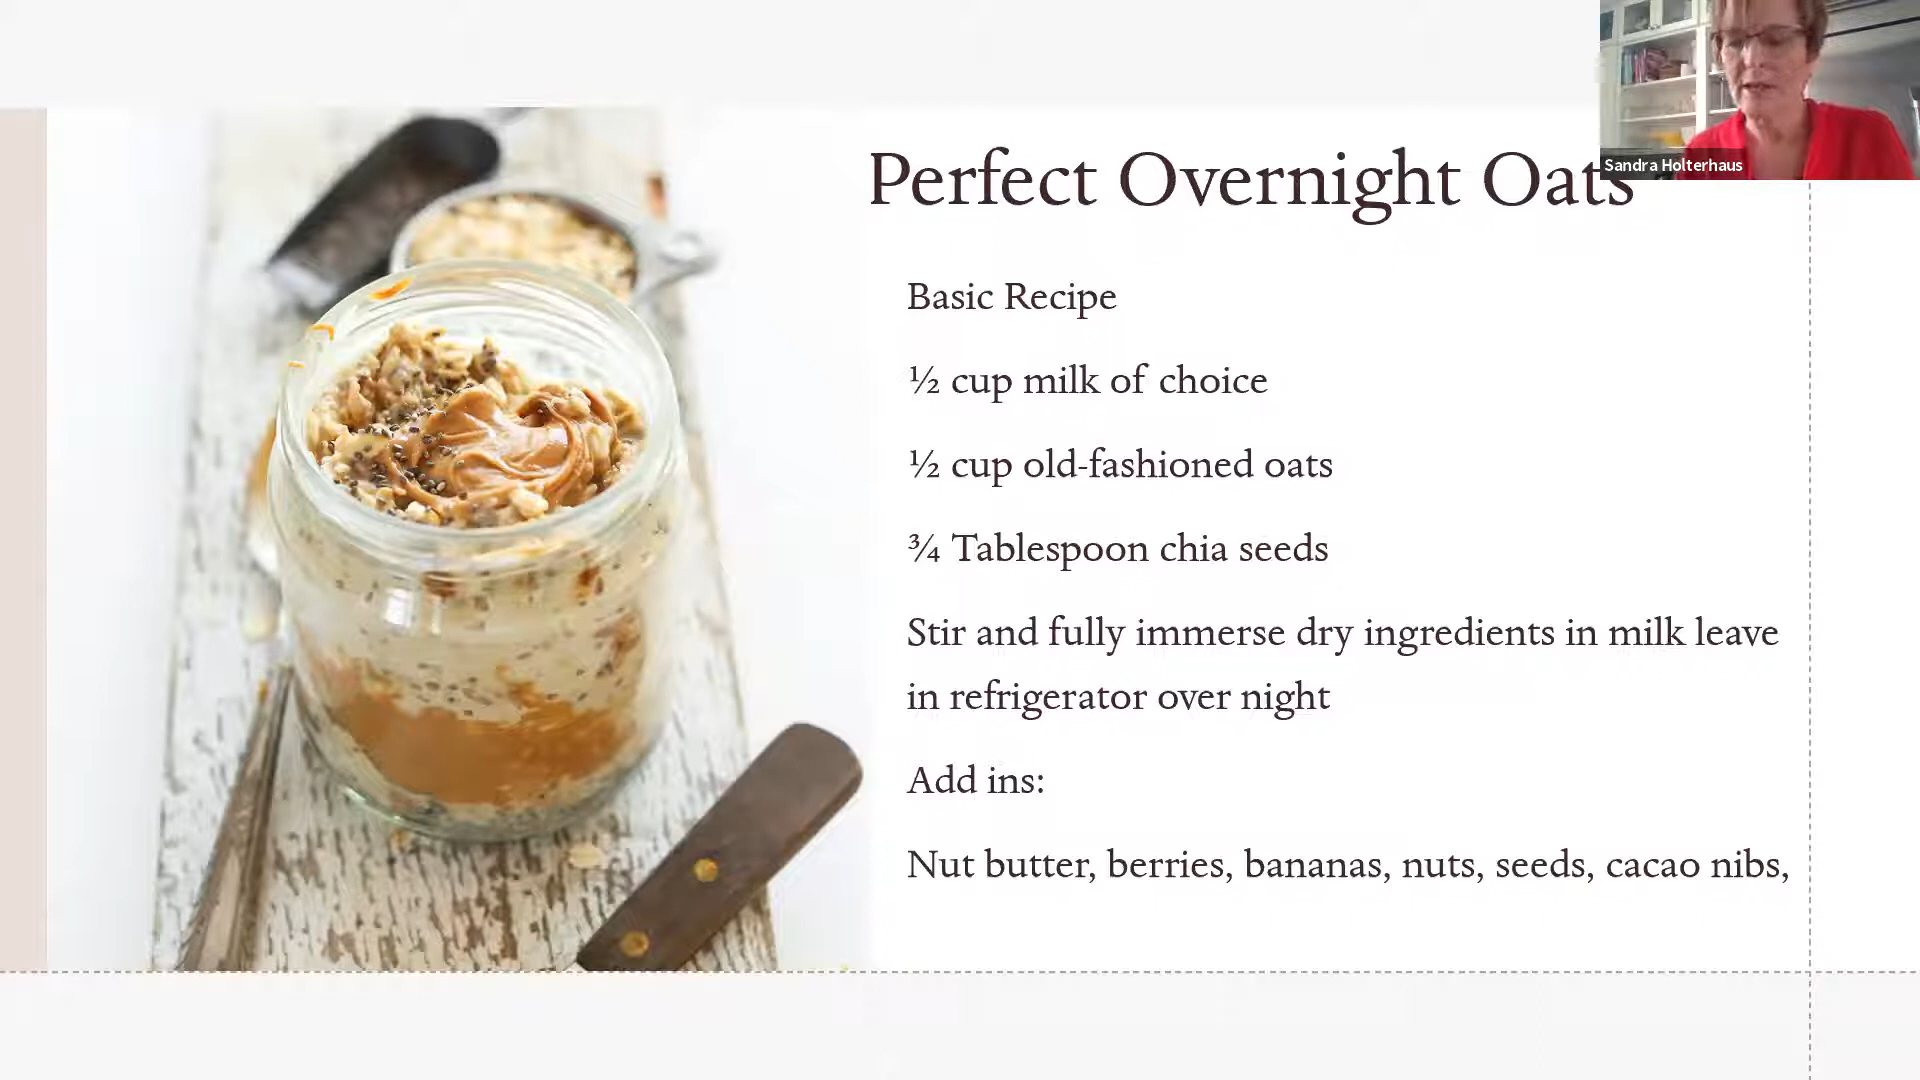 Sandra Holterhaus
Perfect Overnight Oats
Basic Recipe
½ cup milk of choice
½ cup old-fashioned oats
¾ Tablespoon chia seeds
Stir and fully immerse dry ingredients in milk leave
in refrigerator over night
Add ins:
Nut butter, berries, bananas, nuts, seeds, cacao nibs,